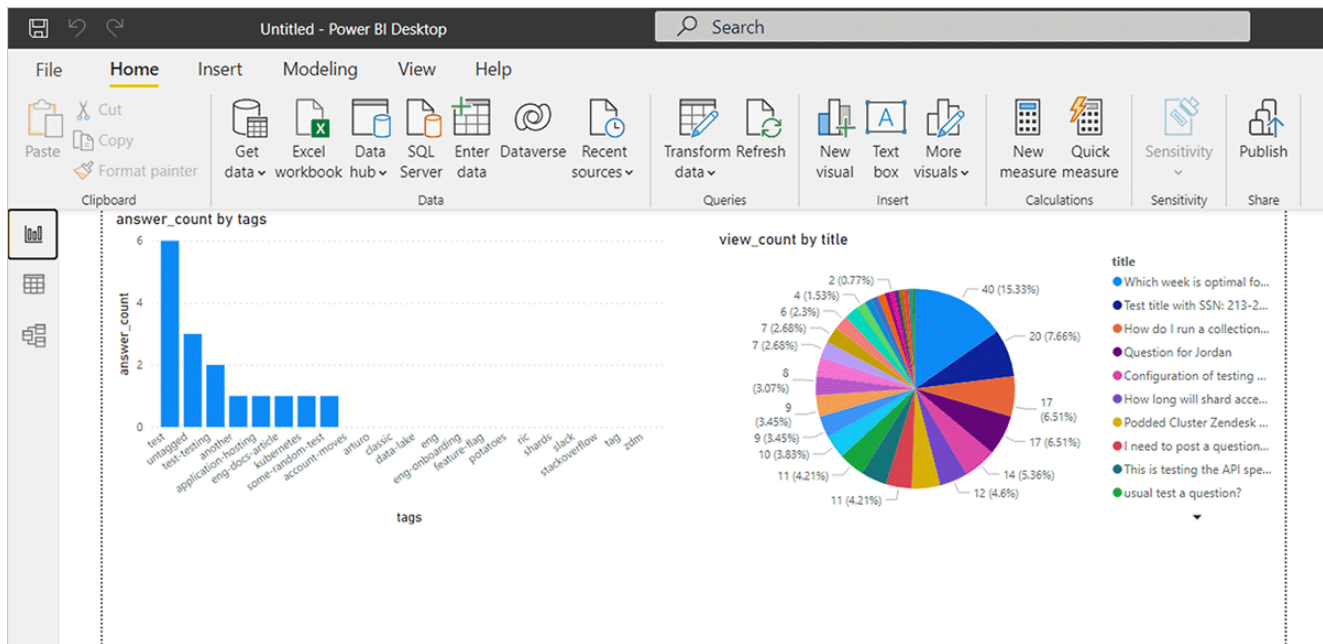 Untitled - Power BI Desktop
Search
File Home Insert Modeling View Help
Paste
Cut
Copy
Format painter
Clipboard
Get data
Excel workbook
Data hub
SQL Server
Enter data
Dataverse
Recent sources
Data
Transform data
Refresh
Queries
New visual
Text box
More visuals
Insert
New measure
Quick measure
Calculations
Sensitivity
Sensitivity
Publish
Share
answer_count by tags
answer_count
6
4
2
0
test
untagged
test-testing
another
application-hosting
eng-docs-article
kubernetes
some-random-test
account-moves
arturo
classic
data-lake
eng
eng-onboarding
feature-flag
potatoes
ric
shards
slack
stackoverflow
tag
zdm
tags
view_count by title
40 (15.33%)
20 (7.66%)
17 (6.51%)
17 (6.51%)
14 (5.36%)
12 (4.6%)
11 (4.21%)
11 (4.21%)
10 (3.83%)
9 (3.45%)
9 (3.45%)
8 (3.07%)
7 (2.68%)
7 (2.68%)
6 (2.3%)
4 (1.53%)
2 (0.77%)
title
Which week is optimal fo...
Test title with SSN: 213-2...
How do I run a collection...
Question for Jordan
Configuration of testing ...
How long will shard acce...
Podded Cluster Zendesk ...
I need to post a question...
This is testing the API spe...
usual test a question?